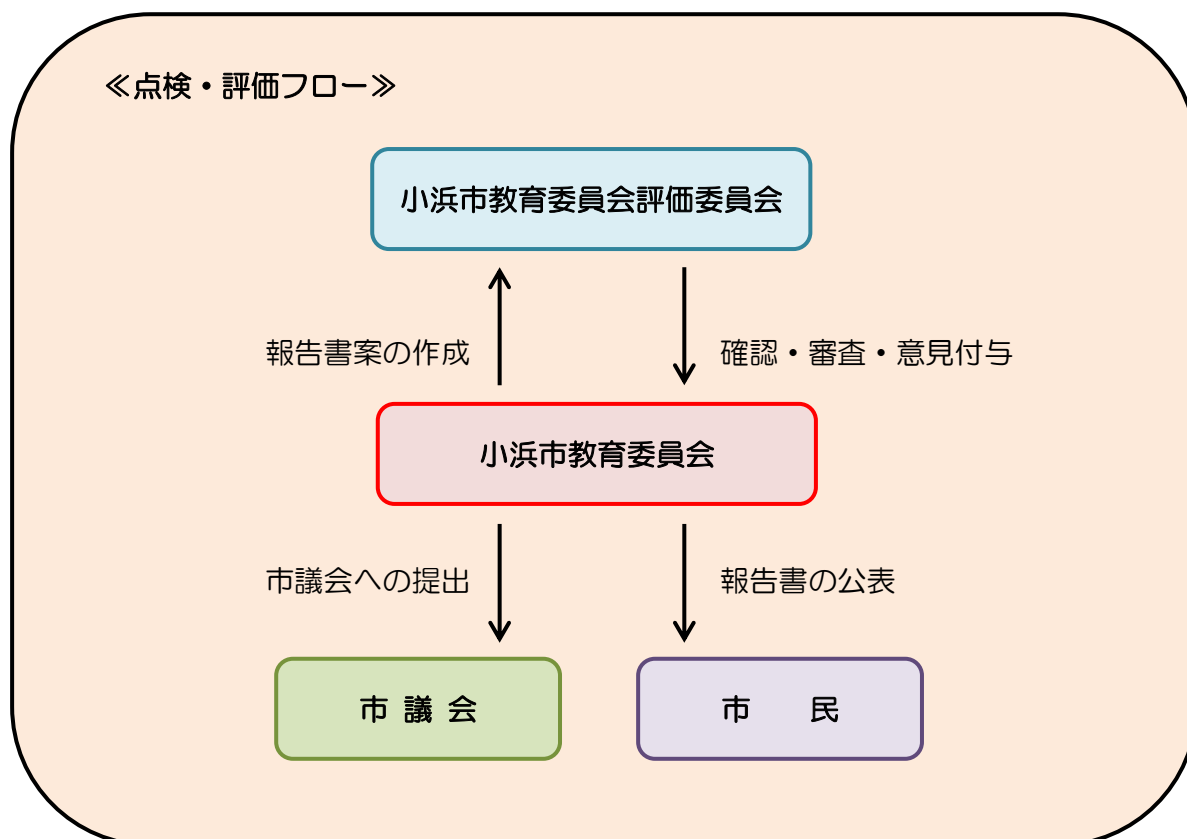 ≪点検・評価フロー≫
小浜市教育委員会評価委員会
報告書案の作成
確認・審査・意見付与
小浜市教育委員会
市議会への提出
報告書の公表
市 議 会
市　　民